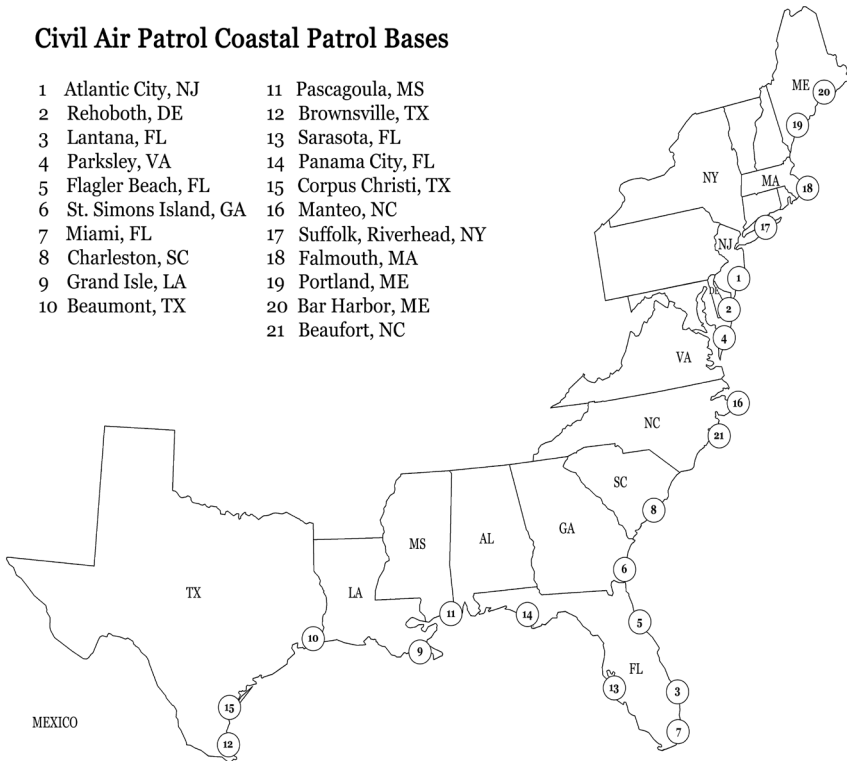 Civil Air Patrol Coastal Patrol Bases
1 Atlantic City, NJ
2 Rehoboth, DE
3 Lantana, FL
4 Parksley, VA
5 Flagler Beach, FL
6 St. Simons Island, GA
7 Miami, FL
8 Charleston, SC
9 Grand Isle, LA
10 Beaumont, TX
11 Pascagoula, MS
12 Brownsville, TX
13 Sarasota, FL
14 Panama City, FL
15 Corpus Christi, TX
16 Manteo, NC
17 Suffolk, Riverhead, NY
18 Falmouth, MA
19 Portland, ME
20 Bar Harbor, ME
21 Beaufort, NC
ME
20
19
NY
MA
18
17
NJ
1
DE
2
4
VA
16
NC
21
SC
8
GA
AL
MS
6
TX
LA
11
14
5
10
9
FL
13
3
15
MEXICO
7
12